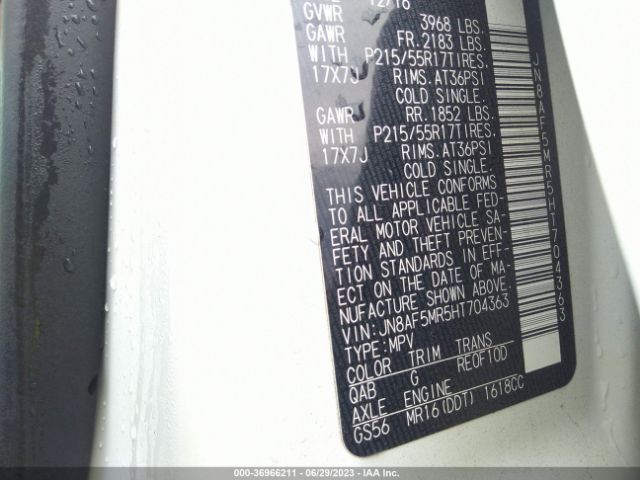 12/16
GVWR 3968 LBS.
GAWR FR. 2183 LBS.
WITH P215/55R17TIRES.
17X7J RIMS. AT36PSI
COLD SINGLE.
GAWR RR. 1852 LBS.
WITH P215/55R17TIRES.
17X7J RIMS. AT36PSI
COLD SINGLE.
THIS VEHICLE CONFORMS
TO ALL APPLICABLE FED-
ERAL MOTOR VEHICLE SA-
FETY AND THEFT PREVEN-
TION STANDARDS IN EFF-
ECT ON THE DATE OF MA-
NUFACTURE SHOWN ABOVE.
VIN:JN8AF5MR5HT704363
TYPE:MPV
COLOR TRIM TRANS
QAB G RE0F10D
AXLE ENGINE
GS56 MR16(DDT) 1618CC
JN8AF5MR5HT704363
000-36966211 - 06/29/2023 - IAA Inc.